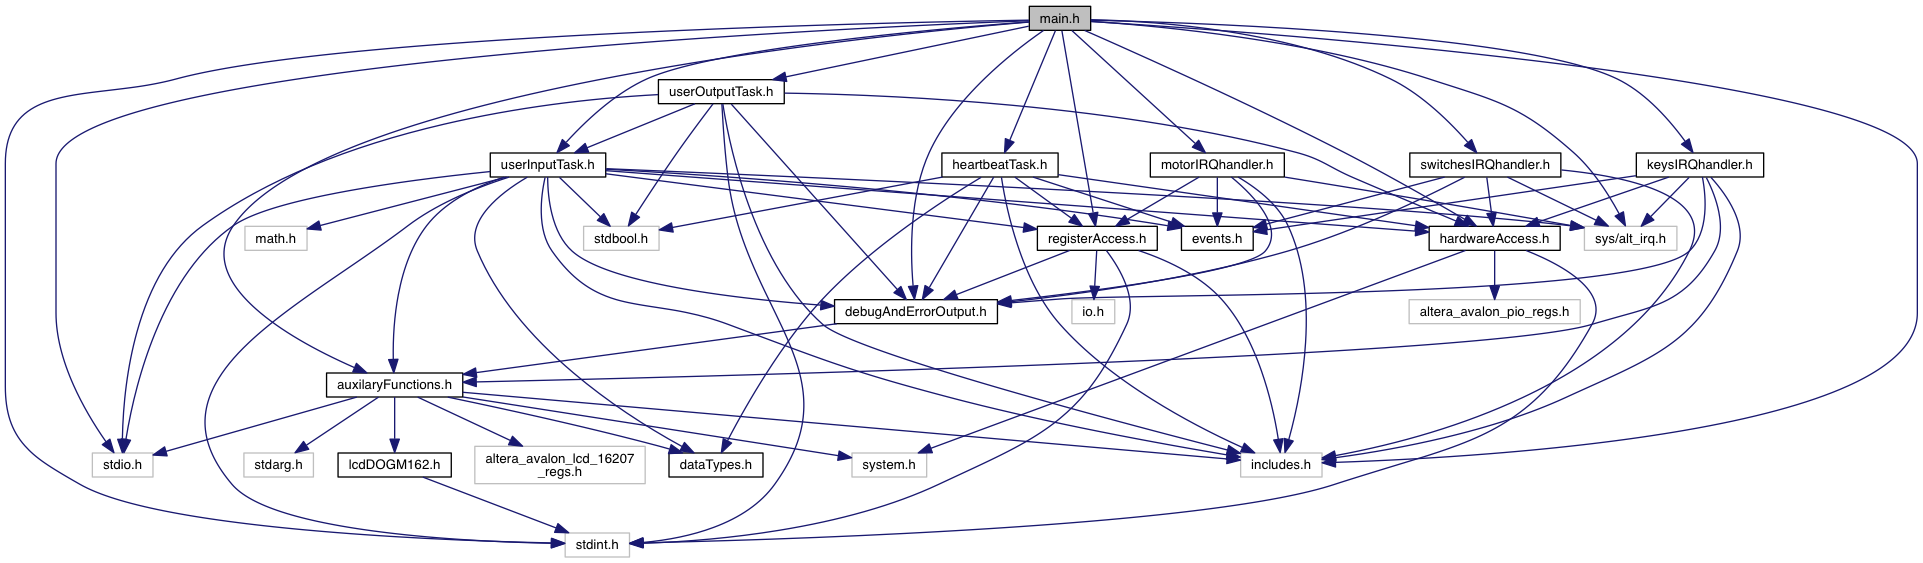 main.h
userOutputTask.h
userInputTask.h
heartbeatTask.h
motorIRQhandler.h
switchesIRQhandler.h
keysIRQhandler.h
math.h
stdbool.h
registerAccess.h
events.h
hardwareAccess.h
sys/alt_irq.h
debugAndErrorOutput.h
io.h
altera_avalon_pio_regs.h
auxilaryFunctions.h
stdio.h
stdarg.h
lcdDOGM162.h
altera_avalon_lcd_16207
_regs.h
dataTypes.h
system.h
includes.h
stdint.h